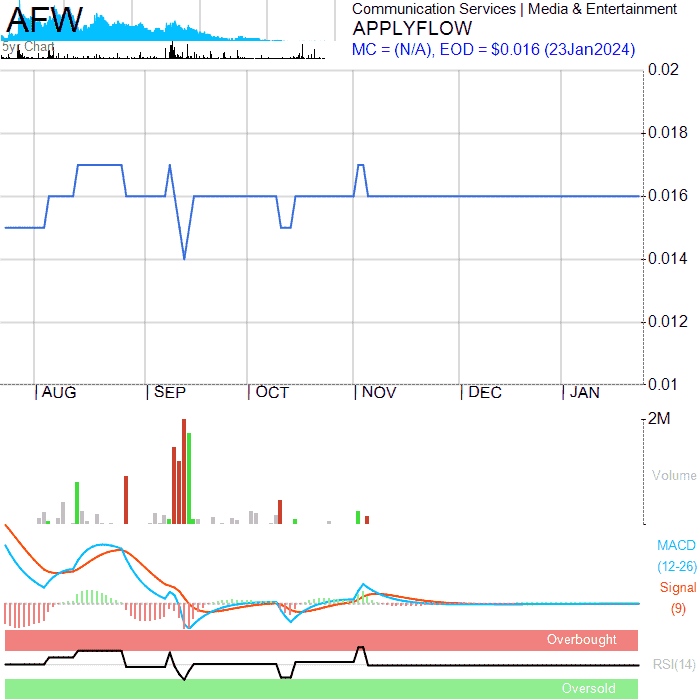 AFW
Communication Services | Media & Entertainment
APPLYFLOW
5yr Chart
MC = (N/A), EOD = $0.016 (23Jan2024)
0.02
0.018
0.016
0.014
0.012
0.01
AUG
SEP
OCT
NOV
DEC
JAN
2M
Volume
MACD
(12-26)
Signal
(9)
Overbought
RSI(14)
Oversold